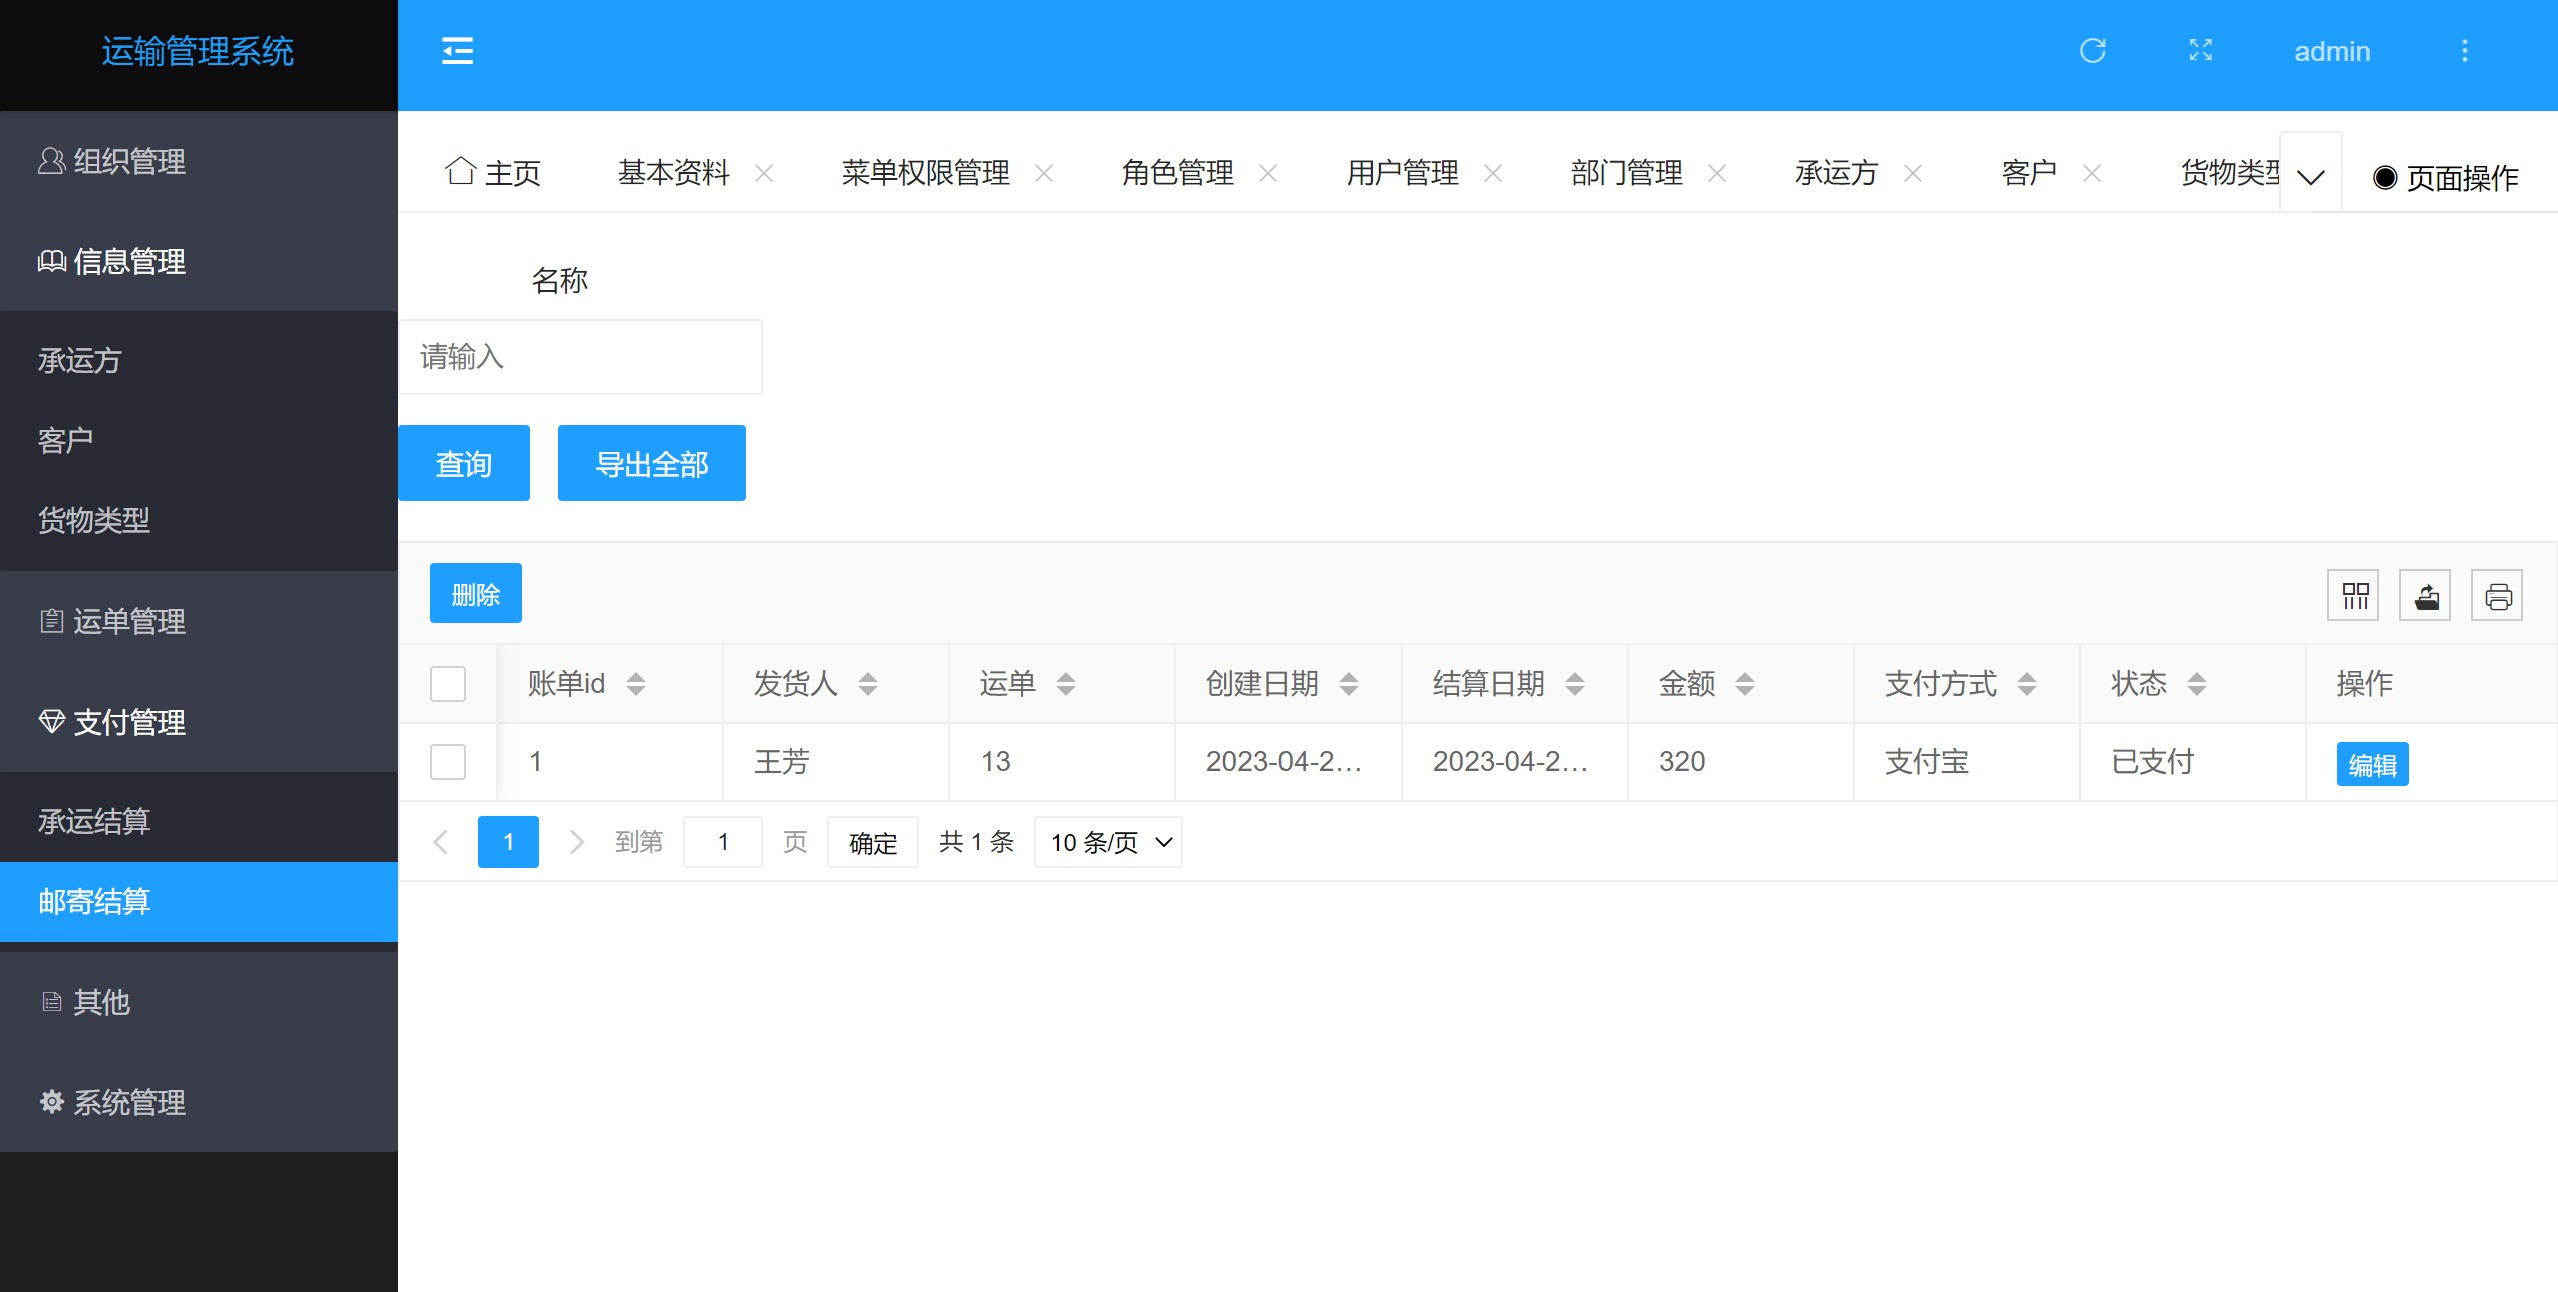 运输管理系统
admin
组织管理
信息管理
承运方
客户
货物类型
运单管理
支付管理
承运结算
邮寄结算
其他
系统管理
主页 基本资料 菜单权限管理 角色管理 用户管理 部门管理 承运方 客户 货物类型 页面操作
名称
请输入
查询 导出全部
删除
账单id 发货人 运单 创建日期 结算日期 金额 支付方式 状态 操作
1 王芳 13 2023-04-2... 2023-04-2... 320 支付宝 已支付 编辑
1 到第 1 页 确定 共 1 条 10 条/页